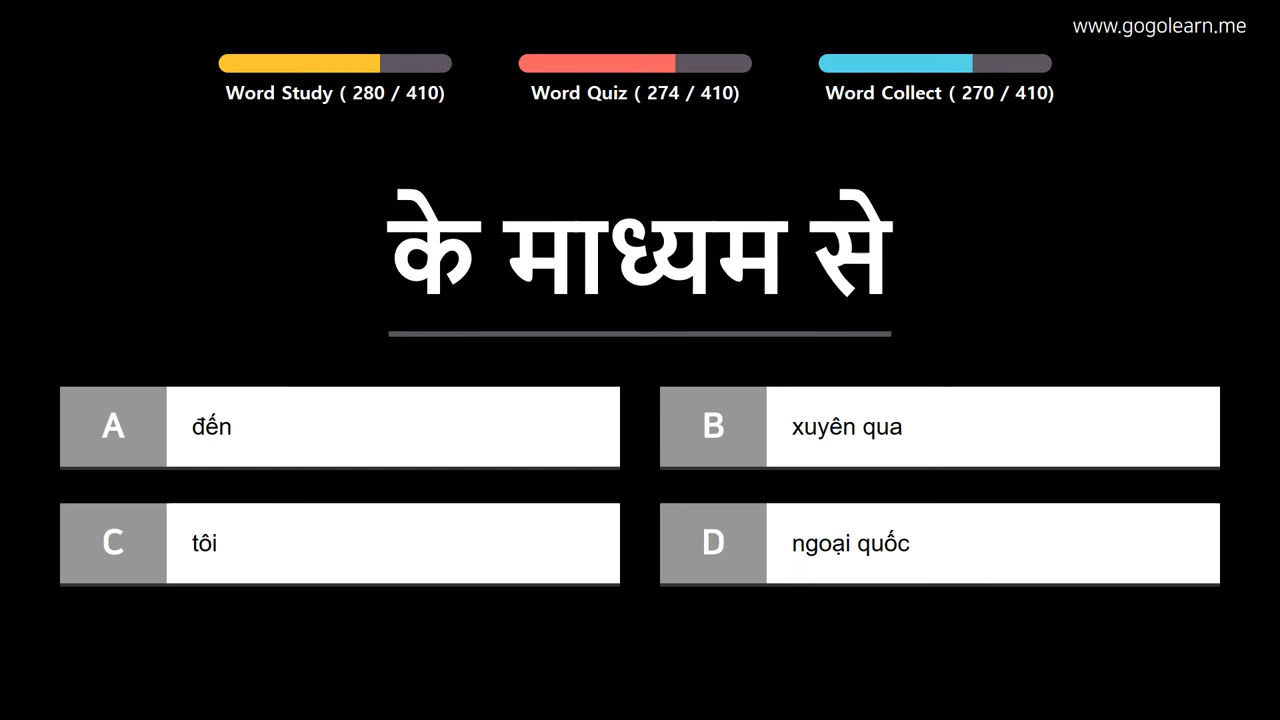 www.gogolearn.me
Word Study ( 280 / 410)
Word Quiz ( 274 / 410)
Word Collect ( 270 / 410)
के माध्यम से
A
đến
B
xuyên qua
C
tôi
D
ngoại quốc